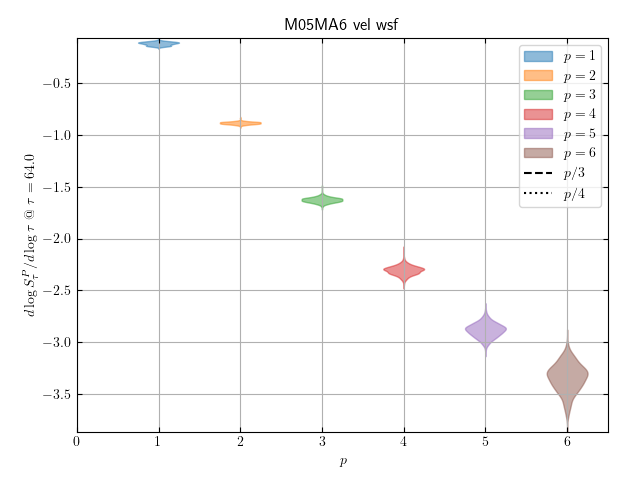 M05MA6 vel wsf
d log S_τ^P / d log τ @ τ = 64.0
−0.5
−1.0
−1.5
−2.0
−2.5
−3.0
−3.5
0 1 2 3 4 5 6
p
p = 1
p = 2
p = 3
p = 4
p = 5
p = 6
p/3
p/4